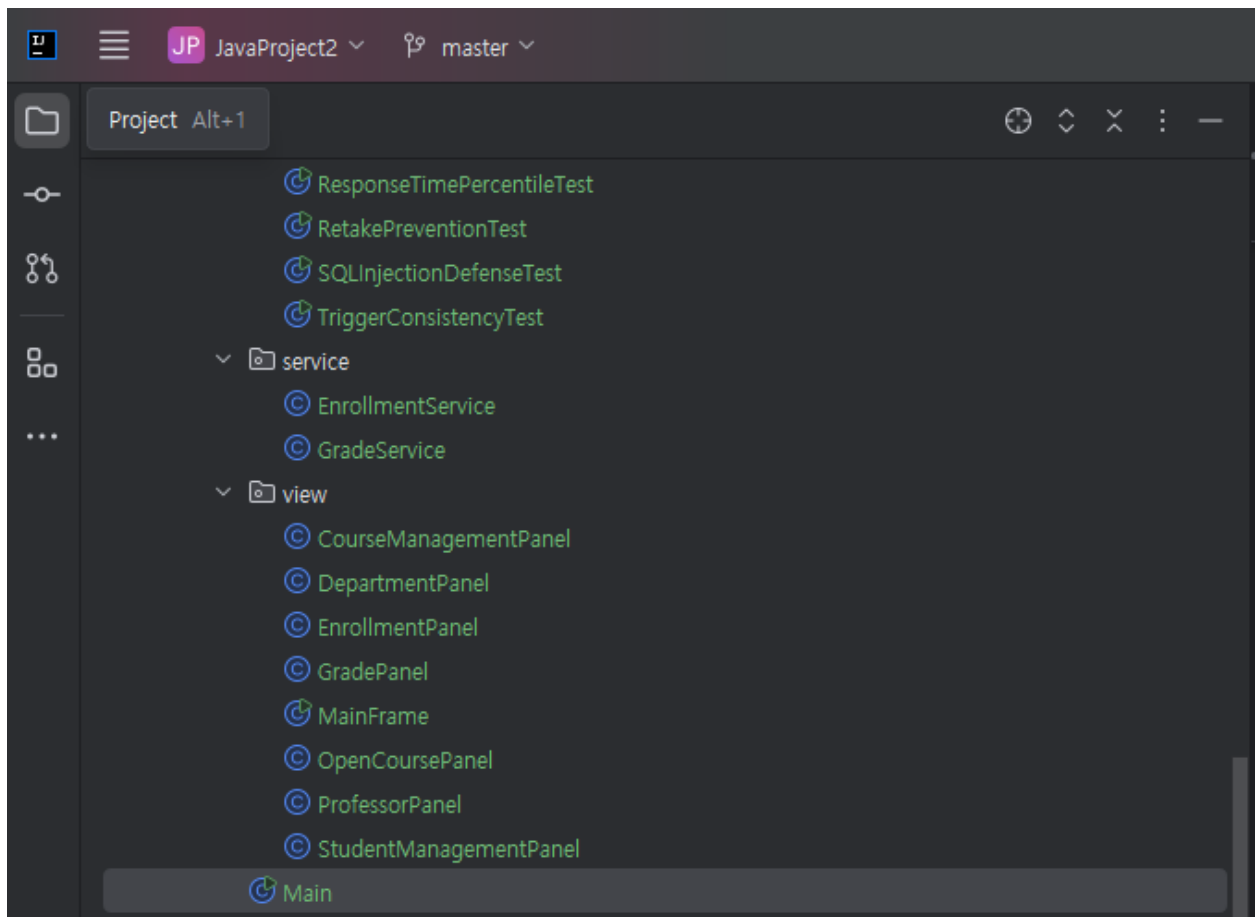 IJ
JP JavaProject2 master
Project Alt+1
ResponseTimePercentileTest
RetakePreventionTest
SQLInjectionDefenseTest
TriggerConsistencyTest
service
EnrollmentService
GradeService
view
CourseManagementPanel
DepartmentPanel
EnrollmentPanel
GradePanel
MainFrame
OpenCoursePanel
ProfessorPanel
StudentManagementPanel
Main